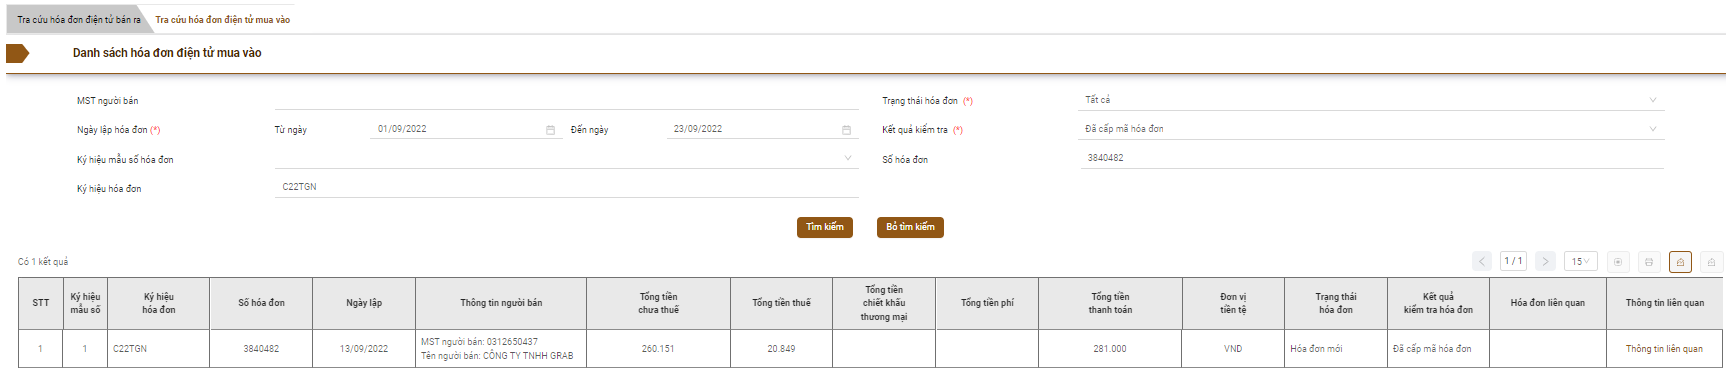 Tra cứu hóa đơn điện tử bán ra
Tra cứu hóa đơn điện tử mua vào
Danh sách hóa đơn điện tử mua vào
MST người bán
Trạng thái hóa đơn (*)
Tất cả
Ngày lập hóa đơn (*)
Từ ngày
01/09/2022
Đến ngày
23/09/2022
Kết quả kiểm tra (*)
Đã cấp mã hóa đơn
Ký hiệu mẫu số hóa đơn
Số hóa đơn
3840482
Ký hiệu hóa đơn
C22TGN
Tìm kiếm
Bỏ tìm kiếm
Có 1 kết quả
1 / 1
15
STT
Ký hiệu
mẫu số
Ký hiệu
hóa đơn
Số hóa đơn
Ngày lập
Thông tin người bán
Tổng tiền
chưa thuế
Tổng tiền thuế
Tổng tiền
chiết khấu
thương mại
Tổng tiền phí
Tổng tiền
thanh toán
Đơn vị
tiền tệ
Trạng thái
hóa đơn
Kết quả
kiểm tra hóa đơn
Hóa đơn liên quan
Thông tin liên quan
1
1
C22TGN
3840482
13/09/2022
MST người bán: 0312650437
Tên người bán: CÔNG TY TNHH GRAB
260.151
20.849
281.000
VND
Hóa đơn mới
Đã cấp mã hóa đơn
Thông tin liên quan